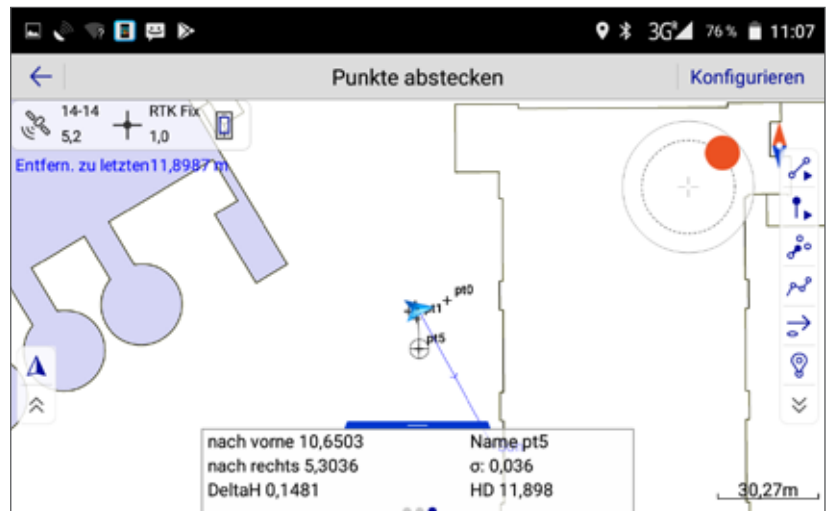 3G 76 % 11:07
Punkte abstecken
Konfigurieren
14-14
5,2
RTK Fix
1,0
Entfern. zu letzten11,8987 m
pt0
pt1
pt5
nach vorne 10,6503
Name pt5
nach rechts 5,3036
σ: 0,036
DeltaH 0,1481
HD 11,898
30,27m